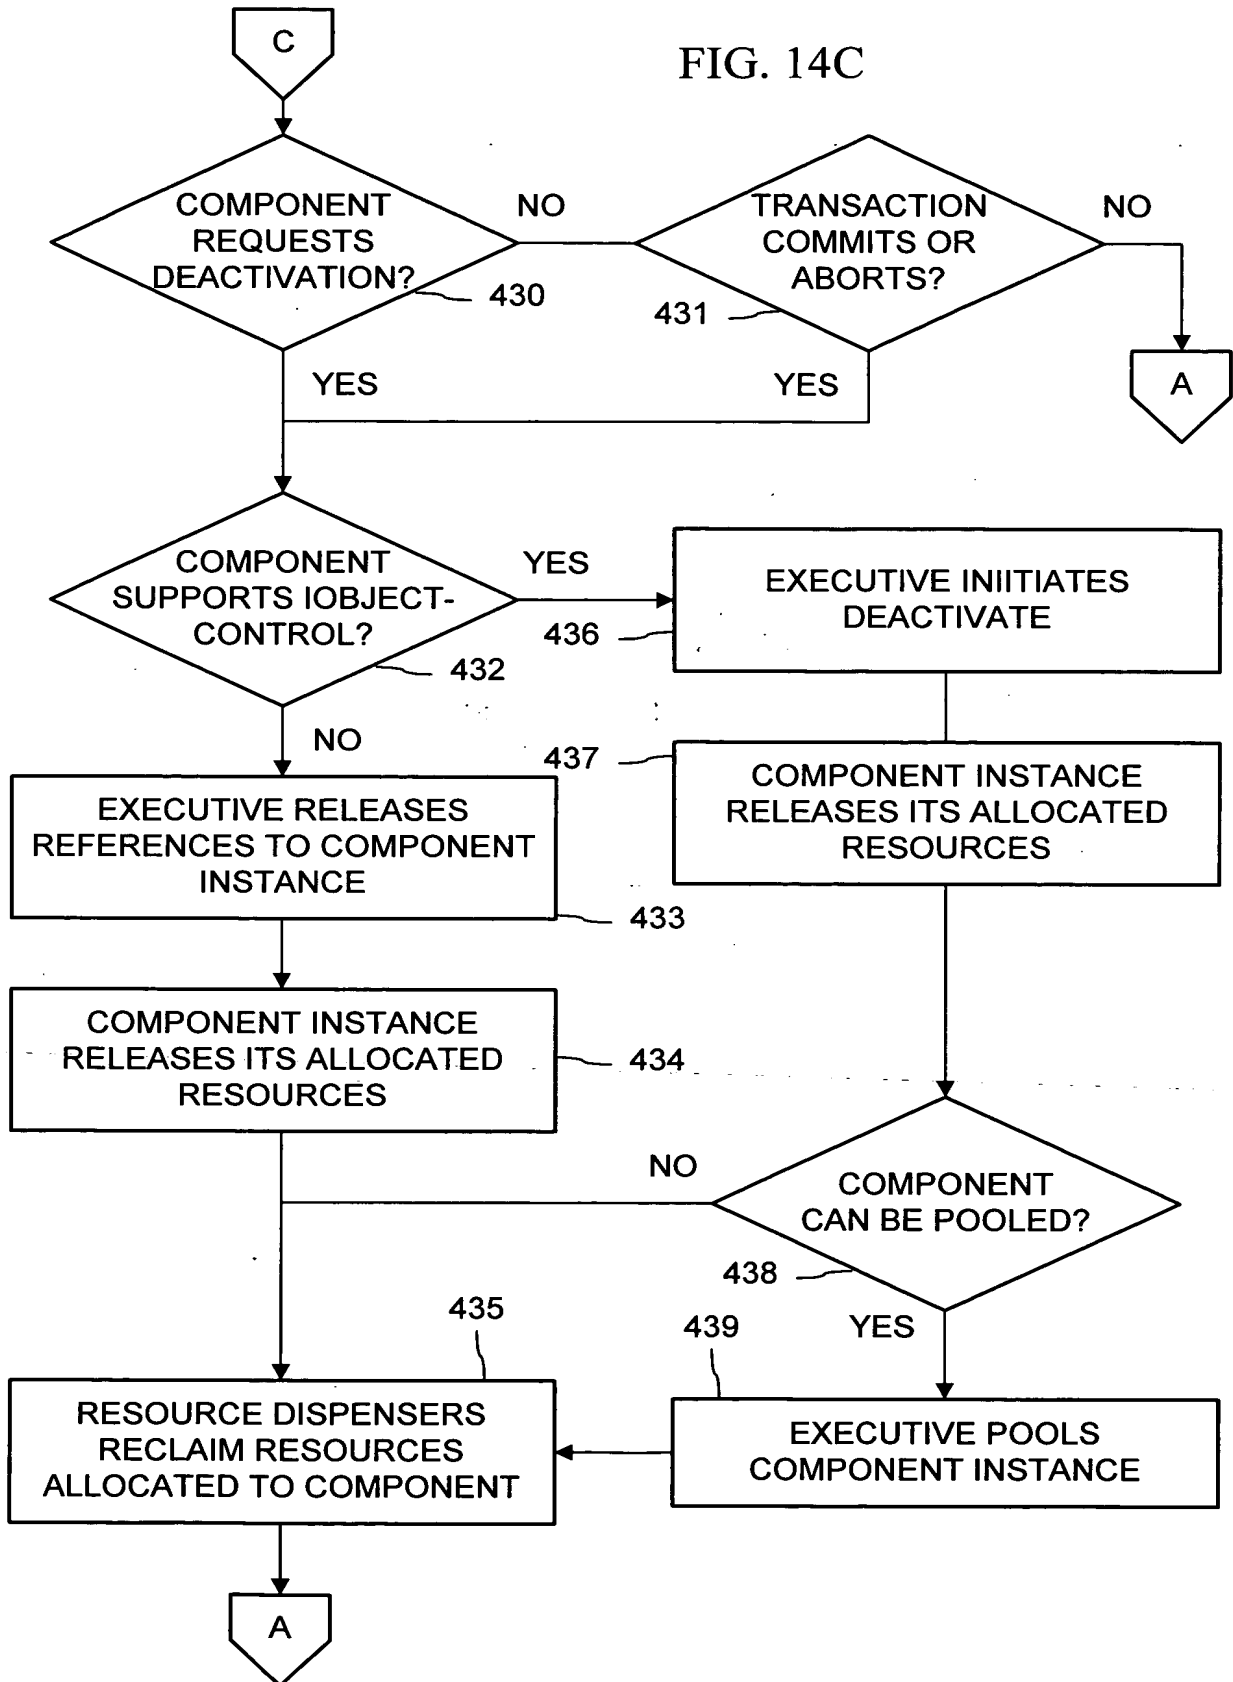 C
FIG. 14C
COMPONENT
REQUESTS
DEACTIVATION?
430
NO
TRANSACTION
COMMITS OR
ABORTS?
431
NO
YES
YES
A
COMPONENT
SUPPORTS IOBJECT-
CONTROL?
432
YES
EXECUTIVE INIITIATES
DEACTIVATE
436
NO
437
COMPONENT INSTANCE
RELEASES ITS ALLOCATED
RESOURCES
EXECUTIVE RELEASES
REFERENCES TO COMPONENT
INSTANCE
433
COMPONENT INSTANCE
RELEASES ITS ALLOCATED
RESOURCES
434
NO
COMPONENT
CAN BE POOLED?
438
YES
435
439
RESOURCE DISPENSERS
RECLAIM RESOURCES
ALLOCATED TO COMPONENT
EXECUTIVE POOLS
COMPONENT INSTANCE
A